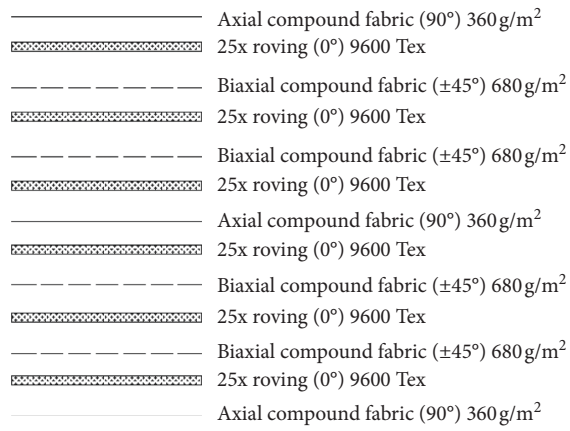 Axial compound fabric (90°) 360 g/m²
25x roving (0°) 9600 Tex
Biaxial compound fabric (±45°) 680 g/m²
25x roving (0°) 9600 Tex
Biaxial compound fabric (±45°) 680 g/m²
25x roving (0°) 9600 Tex
Axial compound fabric (90°) 360 g/m²
25x roving (0°) 9600 Tex
Biaxial compound fabric (±45°) 680 g/m²
25x roving (0°) 9600 Tex
Biaxial compound fabric (±45°) 680 g/m²
25x roving (0°) 9600 Tex
Axial compound fabric (90°) 360 g/m²